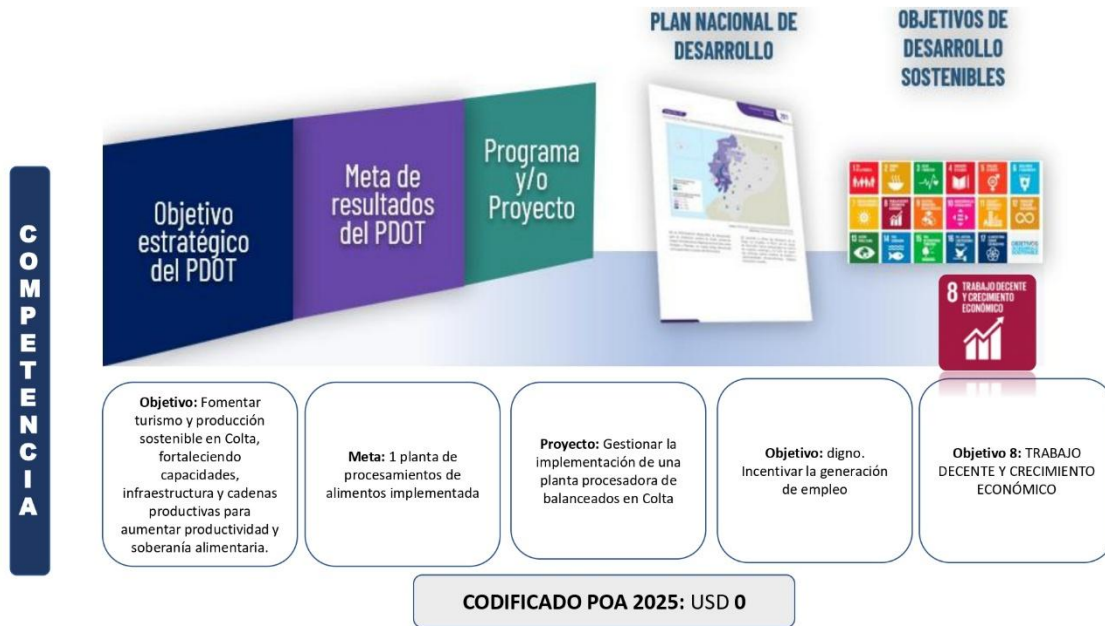 PLAN NACIONAL DE
DESARROLLO
OBJETIVOS DE
DESARROLLO
SOSTENIBLES
COMPETENCIA
Objetivo
estratégico
del PDOT
Meta de
resultados
del PDOT
Programa
y/o
Proyecto
8 TRABAJO DECENTE
Y CRECIMIENTO
ECONÓMICO
Objetivo: Fomentar
turismo y producción
sostenible en Colta,
fortaleciendo
capacidades,
infraestructura y cadenas
productivas para
aumentar productividad y
soberanía alimentaria.
Meta: 1 planta de
procesamientos de
alimentos implementada
Proyecto: Gestionar la
implementación de una
planta procesadora de
balanceados en Colta
Objetivo: digno.
Incentivar la generación
de empleo
Objetivo 8: TRABAJO
DECENTE Y CRECIMIENTO
ECONÓMICO
CODIFICADO POA 2025: USD 0